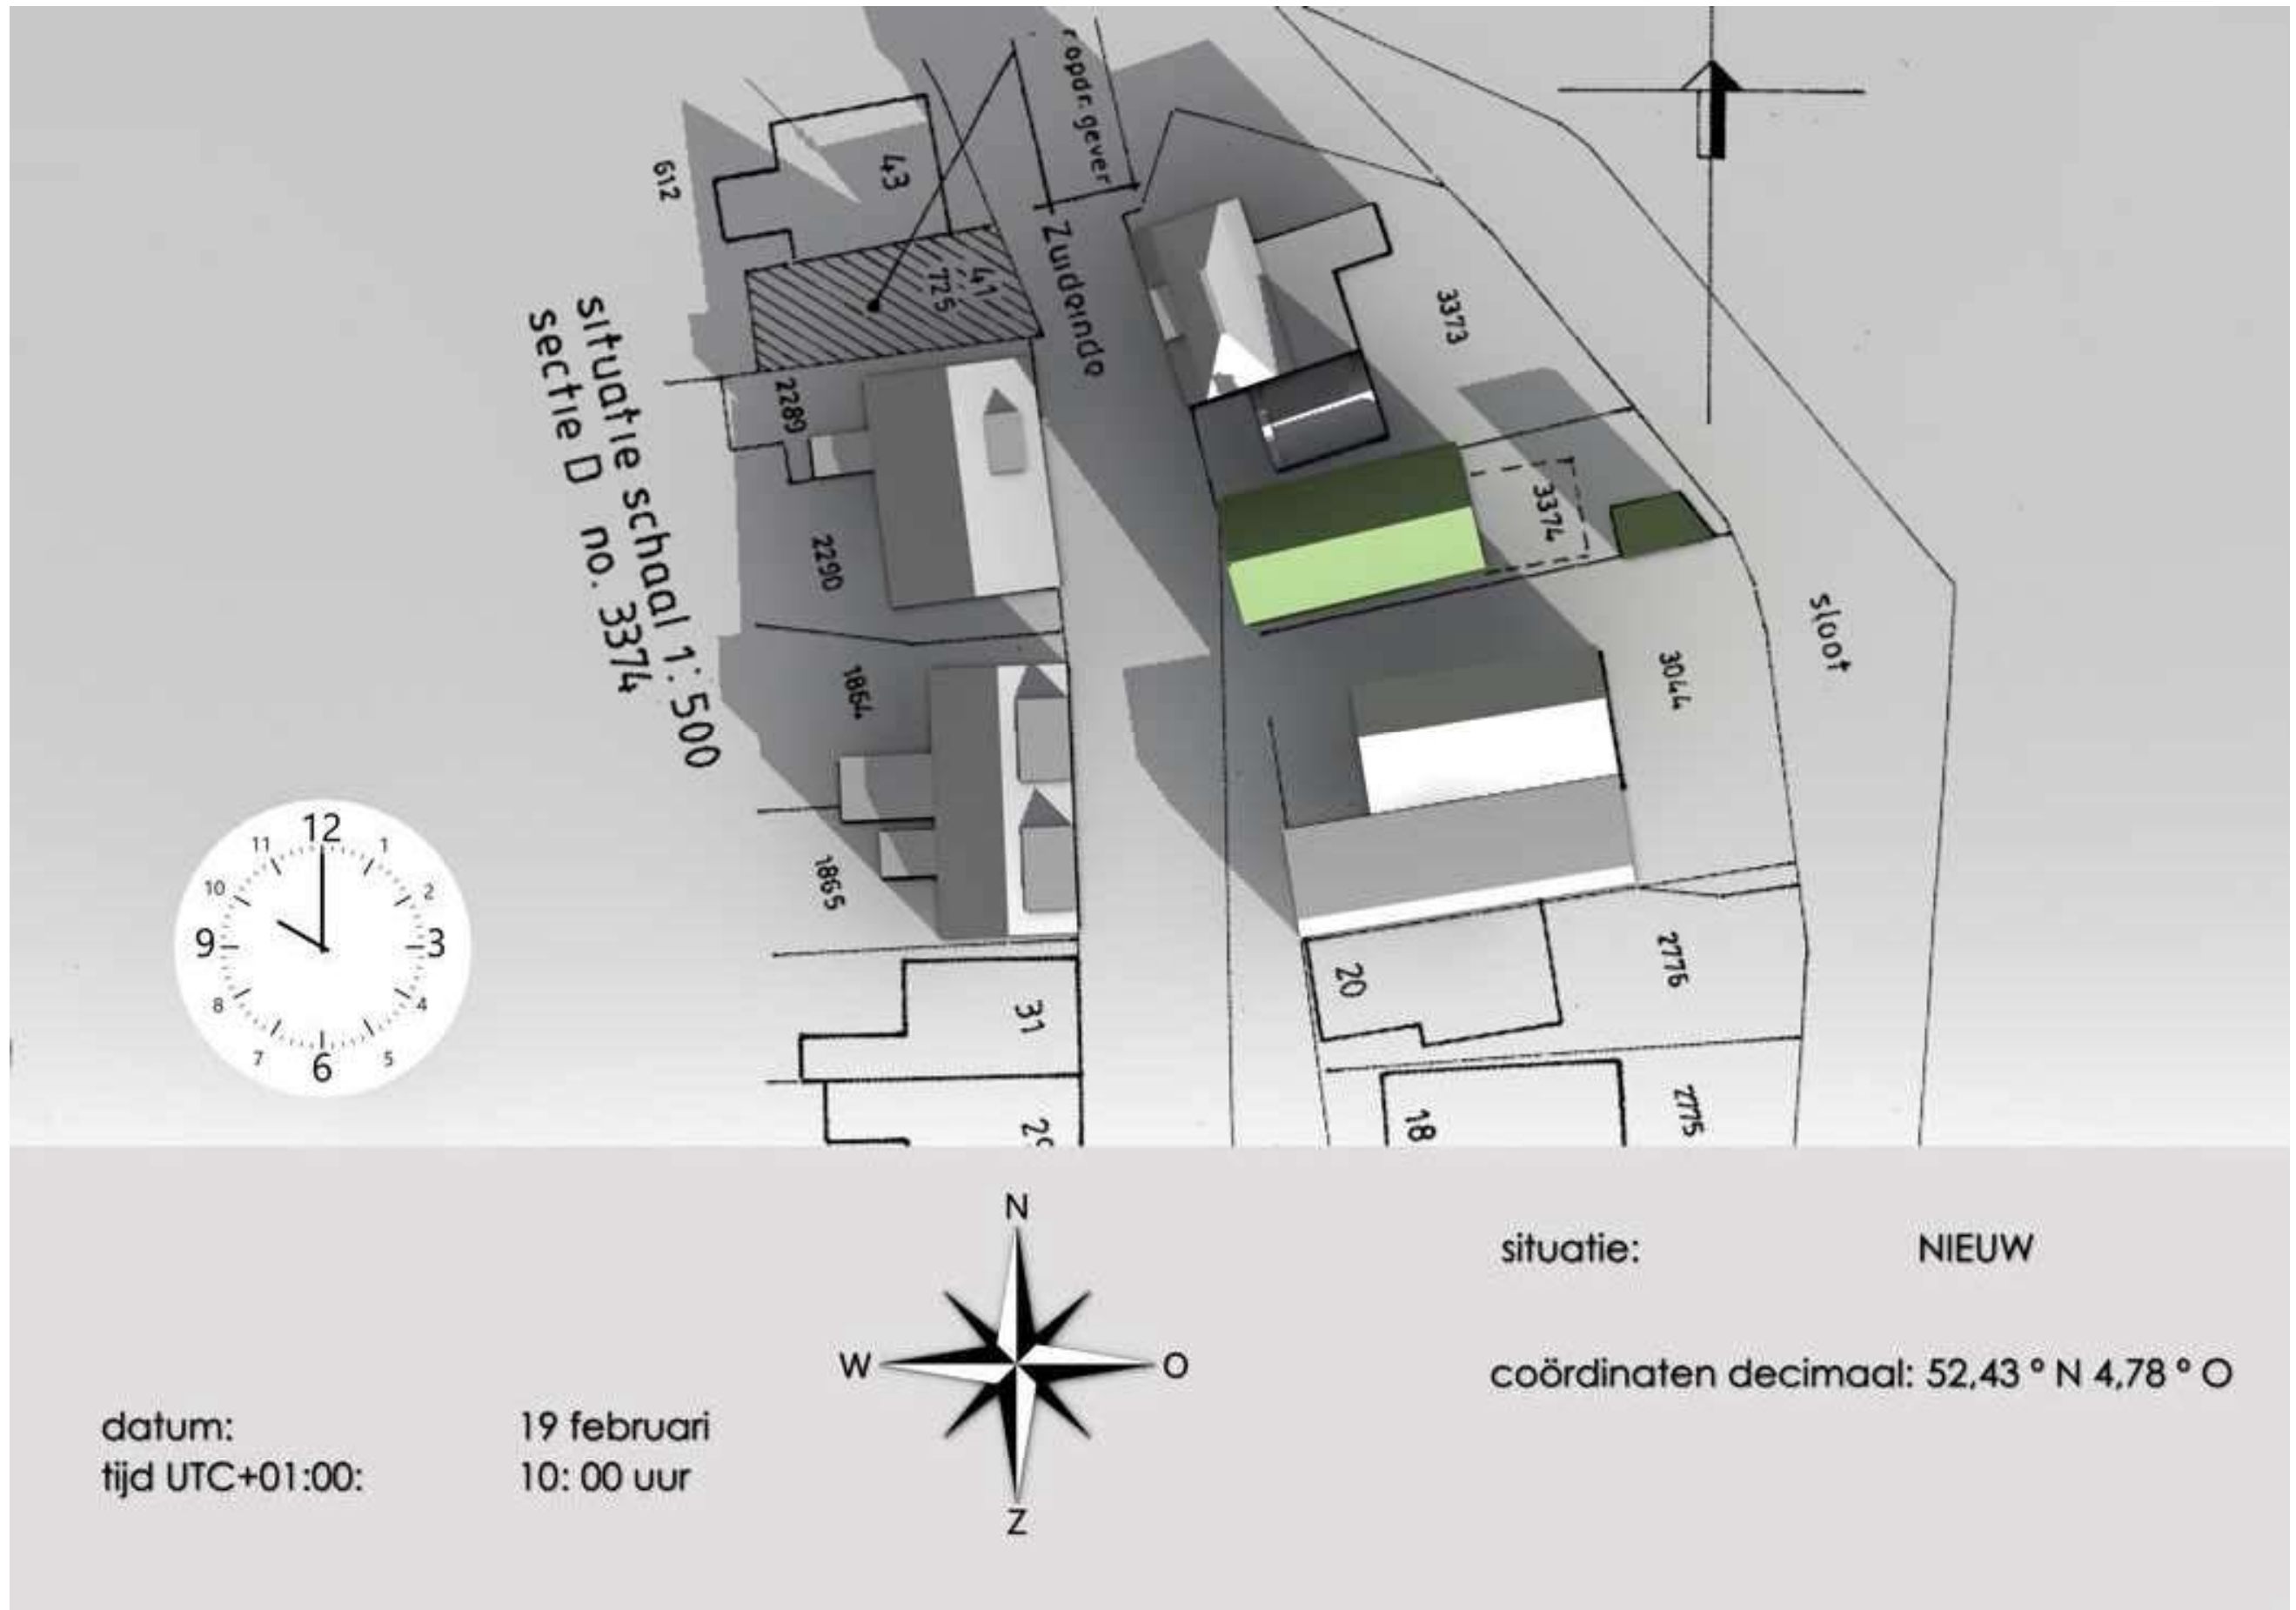 opdr. gever
43
612
41
725
Zuideinde
3373
2289
situatie schaal 1:500
sectie D no. 3374
3374
2290
sloot
1864
3044
1865
12
11
1
10
2
9
3
8
4
7
5
6
31
20
2776
18
2775
N
W
O
Z
situatie:
NIEUW
coördinaten decimaal: 52,43 º N 4,78 º O
datum:
19 februari
tijd UTC+01:00:
10: 00 uur